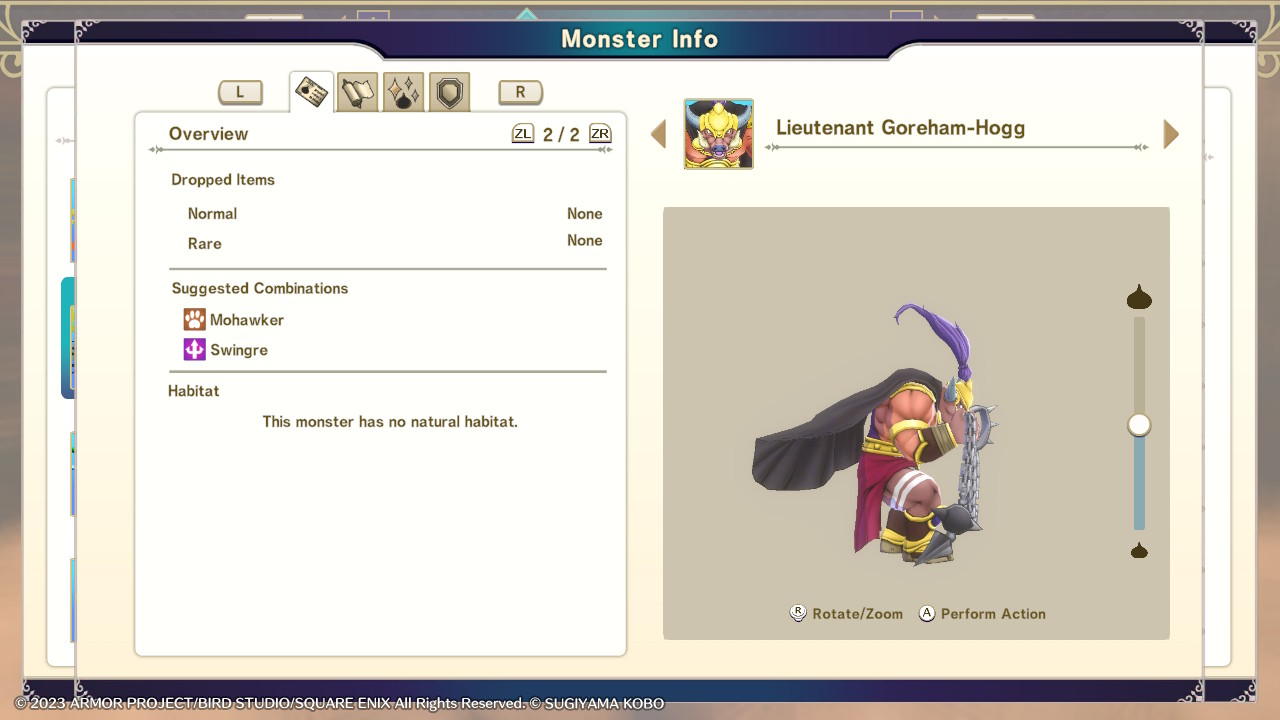 Monster Info
L
R
Overview
ZL 2 / 2 ZR
Lieutenant Goreham-Hogg
Dropped Items
Normal None
Rare None
Suggested Combinations
Mohawker
Swingre
Habitat
This monster has no natural habitat.
R Rotate/Zoom A Perform Action
© 2023 ARMOR PROJECT/BIRD STUDIO/SQUARE ENIX All Rights Reserved. © SUGIYAMA KOBO